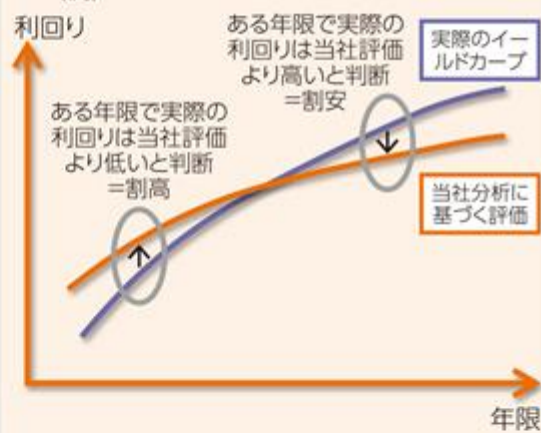 利回り
ある年限で実際の
利回りは当社評価
より高いと判断
＝割安
実際のイー
ルドカーブ
ある年限で実際の
利回りは当社評価
より低いと判断
＝割高
当社分析に
基づく評価
年限